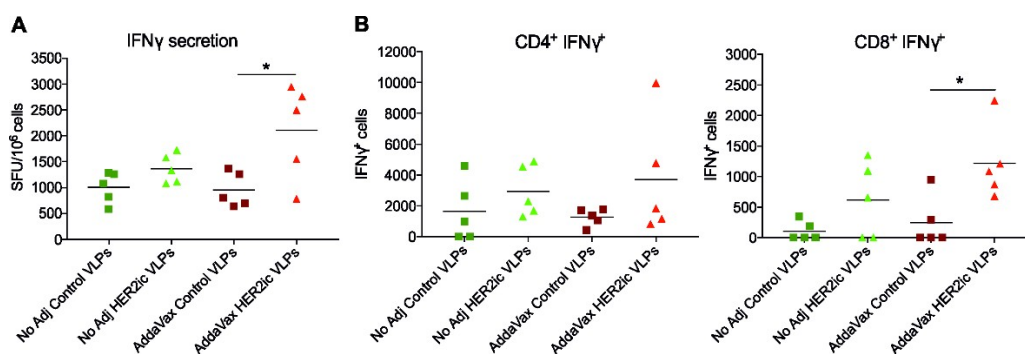 A
IFNγ secretion
SFU/10⁶ cells
3500
3000
2500
2000
1500
1000
500
0
*
No Adj Control VLPs
No Adj HER2ic VLPs
AddaVax Control VLPs
AddaVax HER2ic VLPs
B
CD4⁺ IFNγ⁺
IFNγ⁺ cells
12000
10000
8000
6000
4000
2000
0
No Adj Control VLPs
No Adj HER2ic VLPs
AddaVax Control VLPs
AddaVax HER2ic VLPs
CD8⁺ IFNγ⁺
IFNγ⁺ cells
3000
2500
2000
1500
1000
500
0
*
No Adj Control VLPs
No Adj HER2ic VLPs
AddaVax Control VLPs
AddaVax HER2ic VLPs